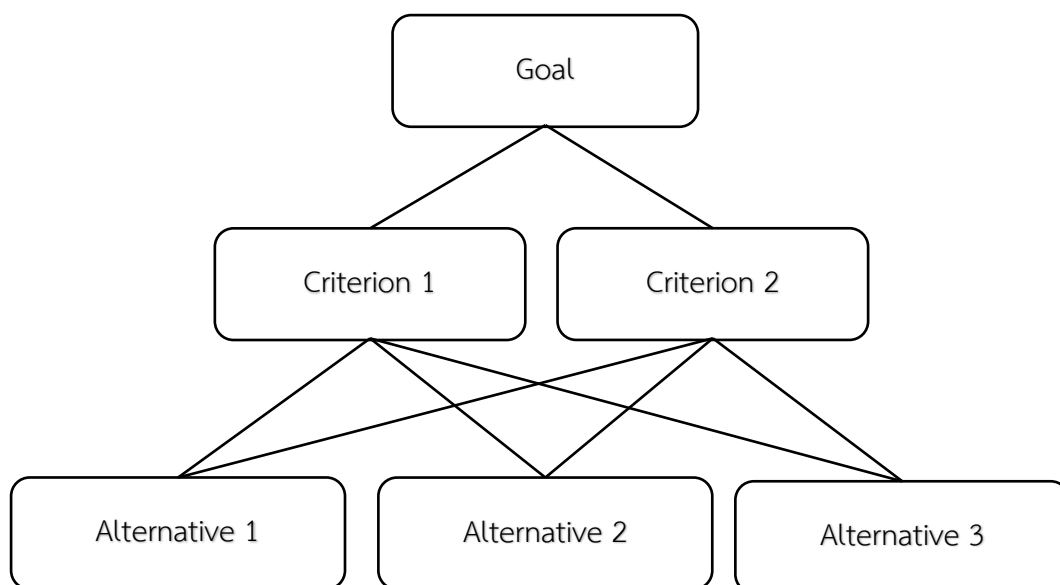 Goal
Criterion 1
Criterion 2
Alternative 1
Alternative 2
Alternative 3